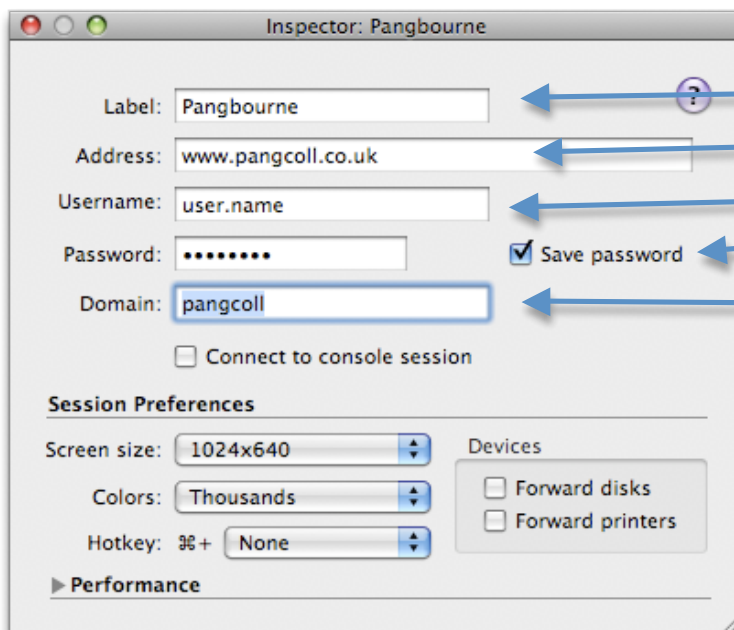 Inspector: Pangbourne
Label: Pangbourne ?
Address: www.pangcoll.co.uk
Username: user.name
Password: •••••••• Save password
Domain: pangcoll
Connect to console session
Session Preferences
Screen size: 1024x640 Devices
Forward disks
Colors: Thousands
Forward printers
Hotkey: ⌘+ None
Performance